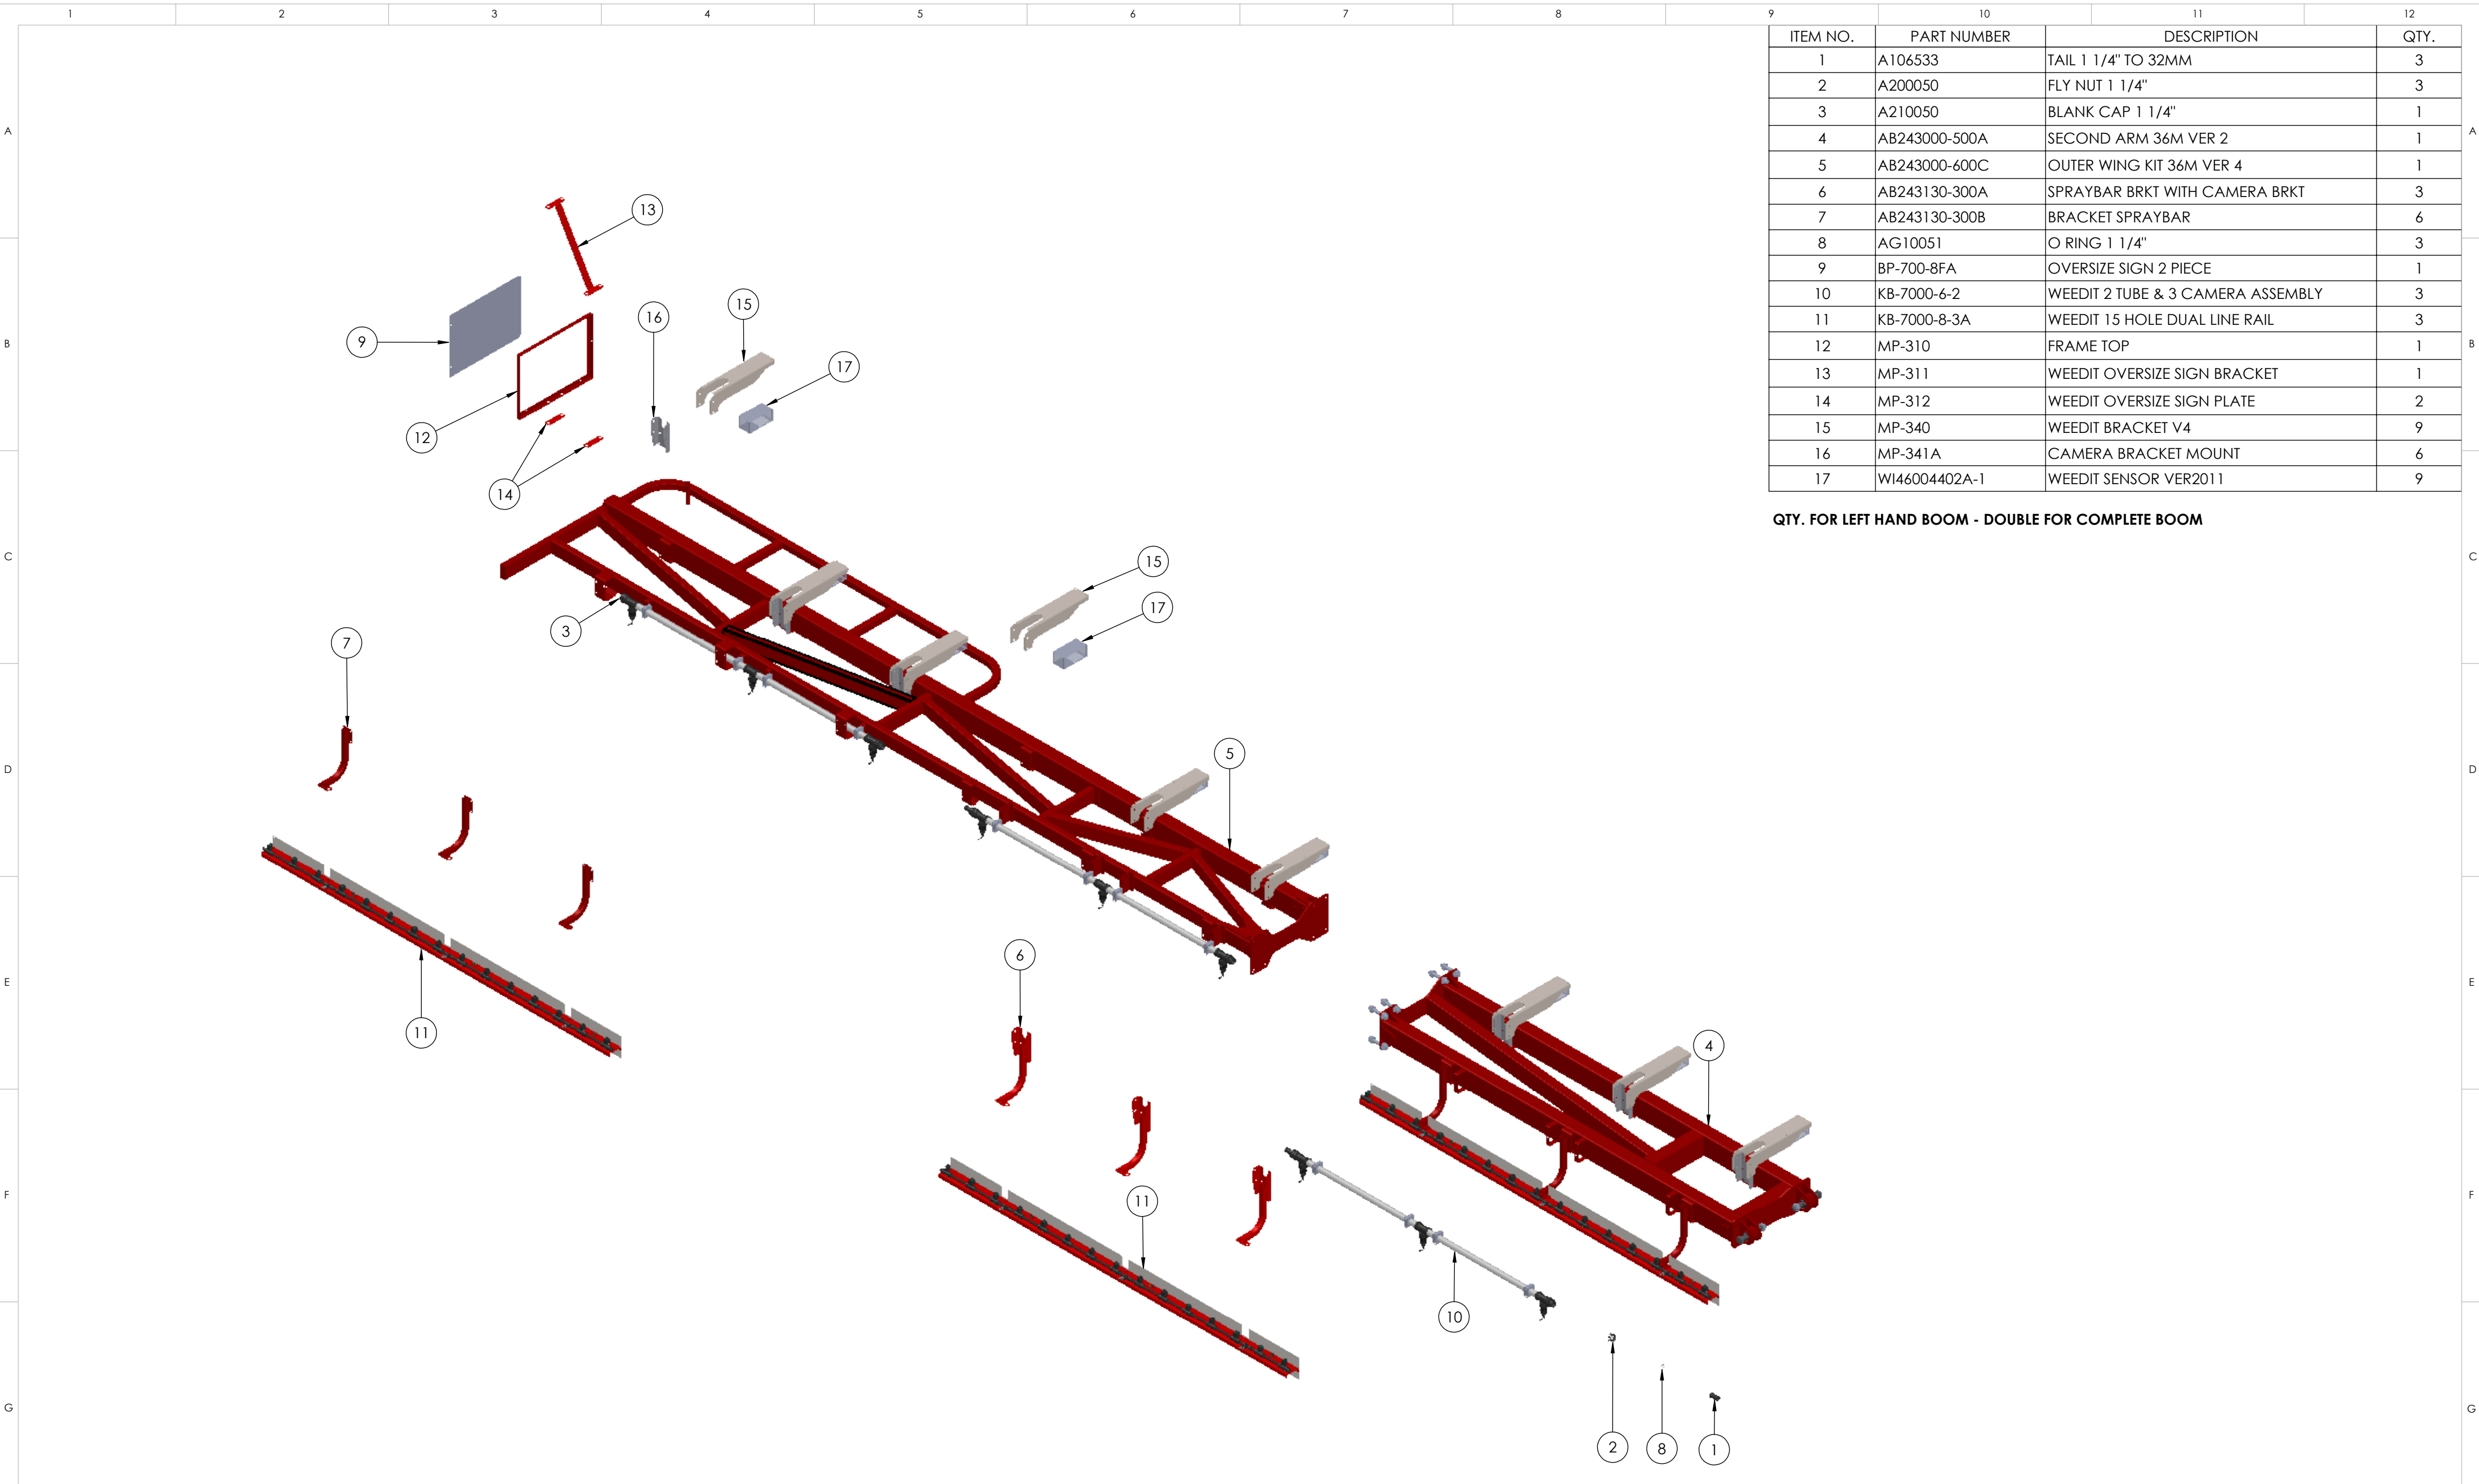 1 2 3 4 5 6 7 8 9 10 11 12
ITEM NO. PART NUMBER DESCRIPTION QTY.
1 A106533 TAIL 1 1/4" TO 32MM 3
2 A200050 FLY NUT 1 1/4" 3
3 A210050 BLANK CAP 1 1/4" 1
4 AB243000-500A SECOND ARM 36M VER 2 1
5 AB243000-600C OUTER WING KIT 36M VER 4 1
6 AB243130-300A SPRAYBAR BRKT WITH CAMERA BRKT 3
7 AB243130-300B BRACKET SPRAYBAR 6
8 AG10051 O RING 1 1/4" 3
9 BP-700-8FA OVERSIZE SIGN 2 PIECE 1
10 KB-7000-6-2 WEEDIT 2 TUBE & 3 CAMERA ASSEMBLY 3
11 KB-7000-8-3A WEEDIT 15 HOLE DUAL LINE RAIL 3
12 MP-310 FRAME TOP 1
13 MP-311 WEEDIT OVERSIZE SIGN BRACKET 1
14 MP-312 WEEDIT OVERSIZE SIGN PLATE 2
15 MP-340 WEEDIT BRACKET V4 9
16 MP-341A CAMERA BRACKET MOUNT 6
17 WI46004402A-1 WEEDIT SENSOR VER2011 9
QTY. FOR LEFT HAND BOOM - DOUBLE FOR COMPLETE BOOM
A A
13
15
16
9
B B
17
12
14
C C
15
17
3
7
5
D D
6
E E
11
4
11
F F
10
G G
2 8 1